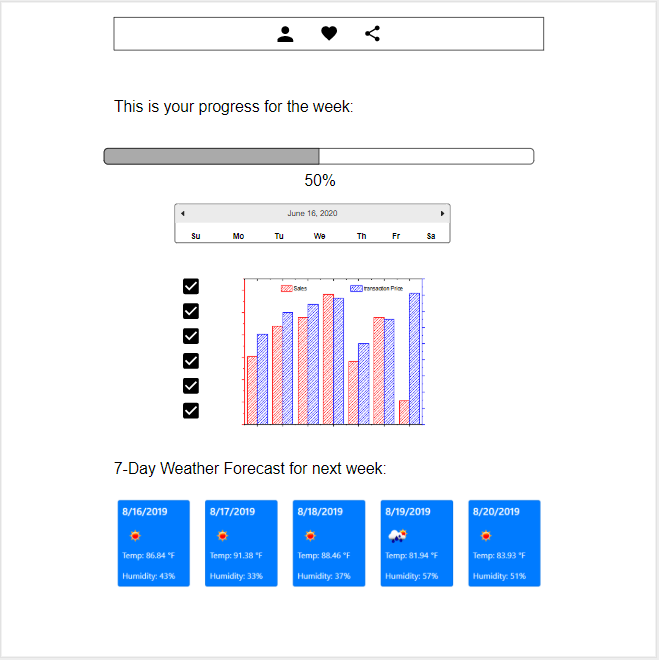 This is your progress for the week:
50%
June 16, 2020
Su Mo Tu We Th Fr Sa
Sales transaction Price
7-Day Weather Forecast for next week:
8/16/2019 8/17/2019 8/18/2019 8/19/2019 8/20/2019
Temp: 86.84 °F Temp: 91.38 °F Temp: 88.46 °F Temp: 81.94 °F Temp: 83.93 °F
Humidity: 43% Humidity: 33% Humidity: 37% Humidity: 57% Humidity: 51%